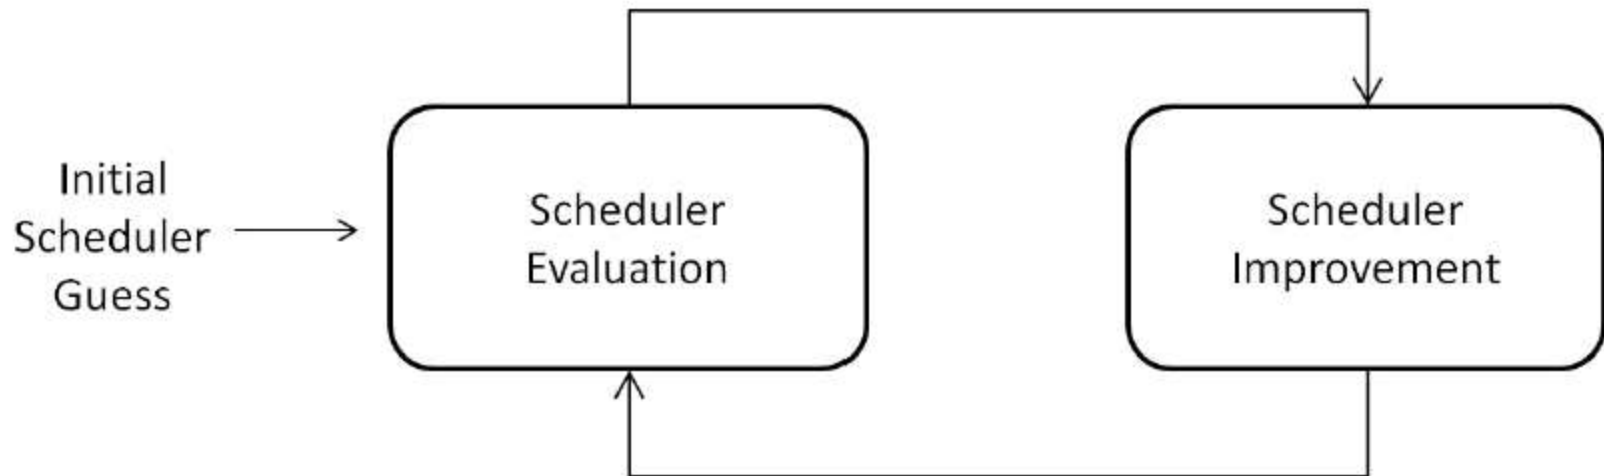 Initial
Scheduler
Guess
Scheduler
Evaluation
Scheduler
Improvement